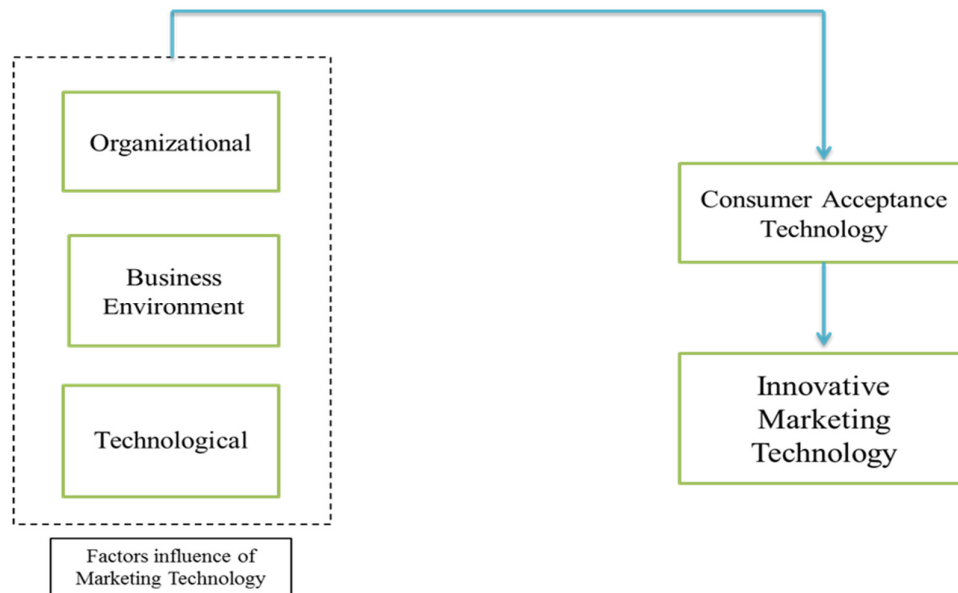 Organizational
Business
Environment
Technological
Factors influence of
Marketing Technology
Consumer Acceptance
Technology
Innovative
Marketing
Technology